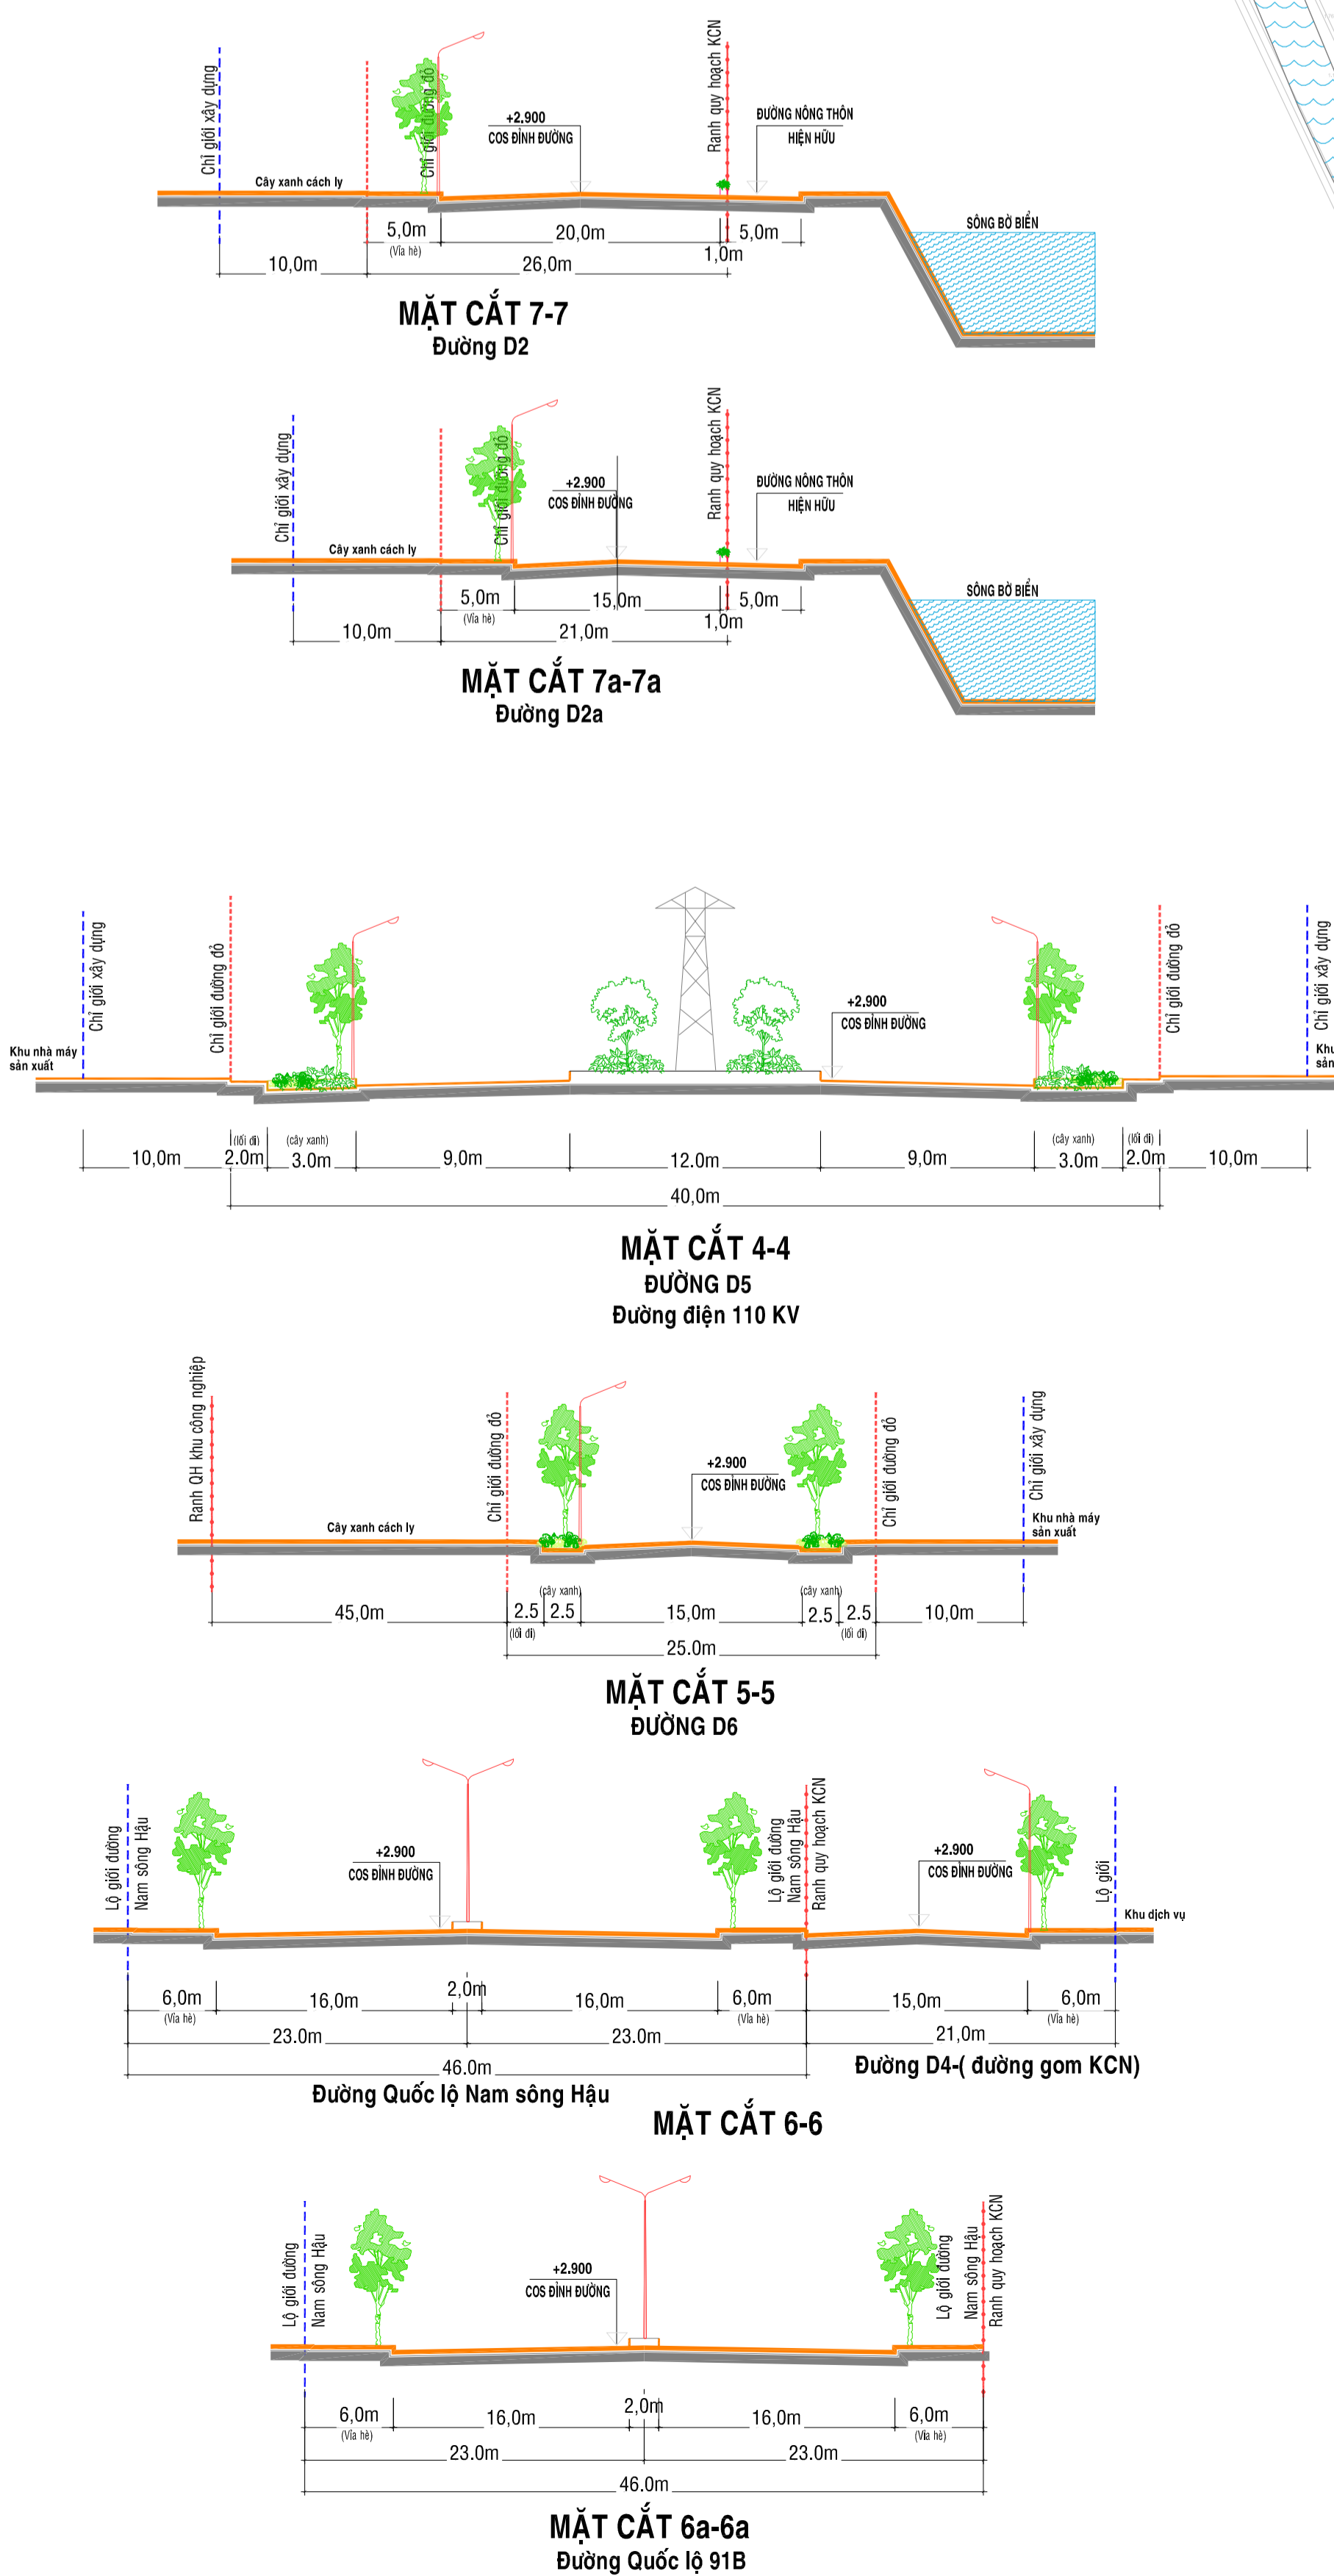 Chỉ giới xây dựng
Chỉ giới đường đỏ
Ranh quy hoạch KCN
+2.900
COS ĐỈNH ĐƯỜNG
ĐƯỜNG NÔNG THÔN
HIỆN HỮU
Cây xanh cách ly
SÔNG BỜ BIỂN
5,0m
(Vỉa hè)
20,0m
1,0m
5,0m
10,0m
26,0m
MẶT CẮT 7-7
Đường D2
Chỉ giới xây dựng
Chỉ giới đường đỏ
Ranh quy hoạch KCN
+2.900
COS ĐỈNH ĐƯỜNG
ĐƯỜNG NÔNG THÔN
HIỆN HỮU
Cây xanh cách ly
SÔNG BỜ BIỂN
5,0m
(Vỉa hè)
15,0m
1,0m
5,0m
10,0m
21,0m
MẶT CẮT 7a-7a
Đường D2a
Chỉ giới xây dựng
Chỉ giới đường đỏ
+2.900
COS ĐỈNH ĐƯỜNG
Chỉ giới đường đỏ
Chỉ giới xây dựng
Khu nhà máy
sản xuất
(lối đi)
(cây xanh)
(cây xanh)
(lối đi)
10,0m
2.0m
3.0m
9,0m
12.0m
9,0m
3.0m
2.0m
10,0m
40,0m
MẶT CẮT 4-4
ĐƯỜNG D5
Đường điện 110 KV
Ranh QH khu công nghiệp
Chỉ giới đường đỏ
+2.900
COS ĐỈNH ĐƯỜNG
Chỉ giới đường đỏ
Chỉ giới xây dựng
Cây xanh cách ly
Khu nhà máy
sản xuất
(cây xanh)
(cây xanh)
45,0m
2.5
2.5
15,0m
2.5
2.5
10,0m
(lối đi)
(lối đi)
25.0m
MẶT CẮT 5-5
ĐƯỜNG D6
Lộ giới đường
Nam sông Hậu
+2.900
COS ĐỈNH ĐƯỜNG
Lộ giới đường
Nam sông Hậu
Ranh quy hoạch KCN
+2.900
COS ĐỈNH ĐƯỜNG
Lộ giới
Khu dịch vụ
6,0m
(Vỉa hè)
16,0m
2,0m
16,0m
6,0m
(Vỉa hè)
15,0m
6,0m
(Vỉa hè)
23.0m
23.0m
21,0m
46.0m
Đường D4-( đường gom KCN)
Đường Quốc lộ Nam sông Hậu
MẶT CẮT 6-6
Lộ giới đường
Nam sông Hậu
+2.900
COS ĐỈNH ĐƯỜNG
Lộ giới đường
Nam sông Hậu
Ranh quy hoạch KCN
6,0m
(Vỉa hè)
16,0m
2,0m
16,0m
6,0m
(Vỉa hè)
23.0m
23.0m
46.0m
MẶT CẮT 6a-6a
Đường Quốc lộ 91B